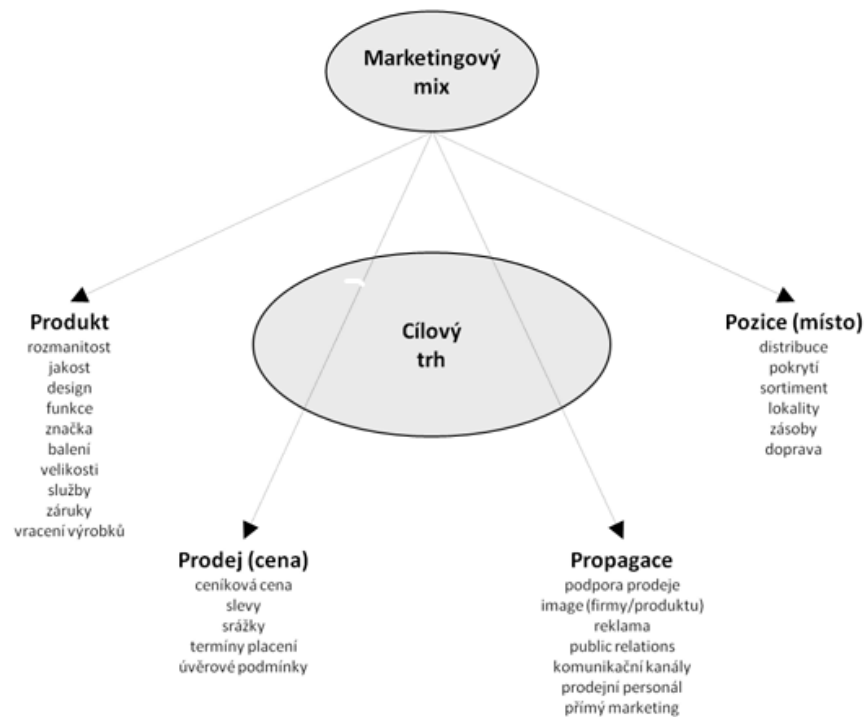 Marketingový
mix
Cílový
trh
Produkt
rozmanitost
jakost
design
funkce
značka
balení
velikosti
služby
záruky
vracení výrobků
Prodej (cena)
ceníková cena
slevy
srážky
termíny placení
úvěrové podmínky
Propagace
podpora prodeje
image (firmy/produktu)
reklama
public relations
komunikační kanály
prodejní personál
přímý marketing
Pozice (místo)
distribuce
pokrytí
sortiment
lokality
zásoby
doprava